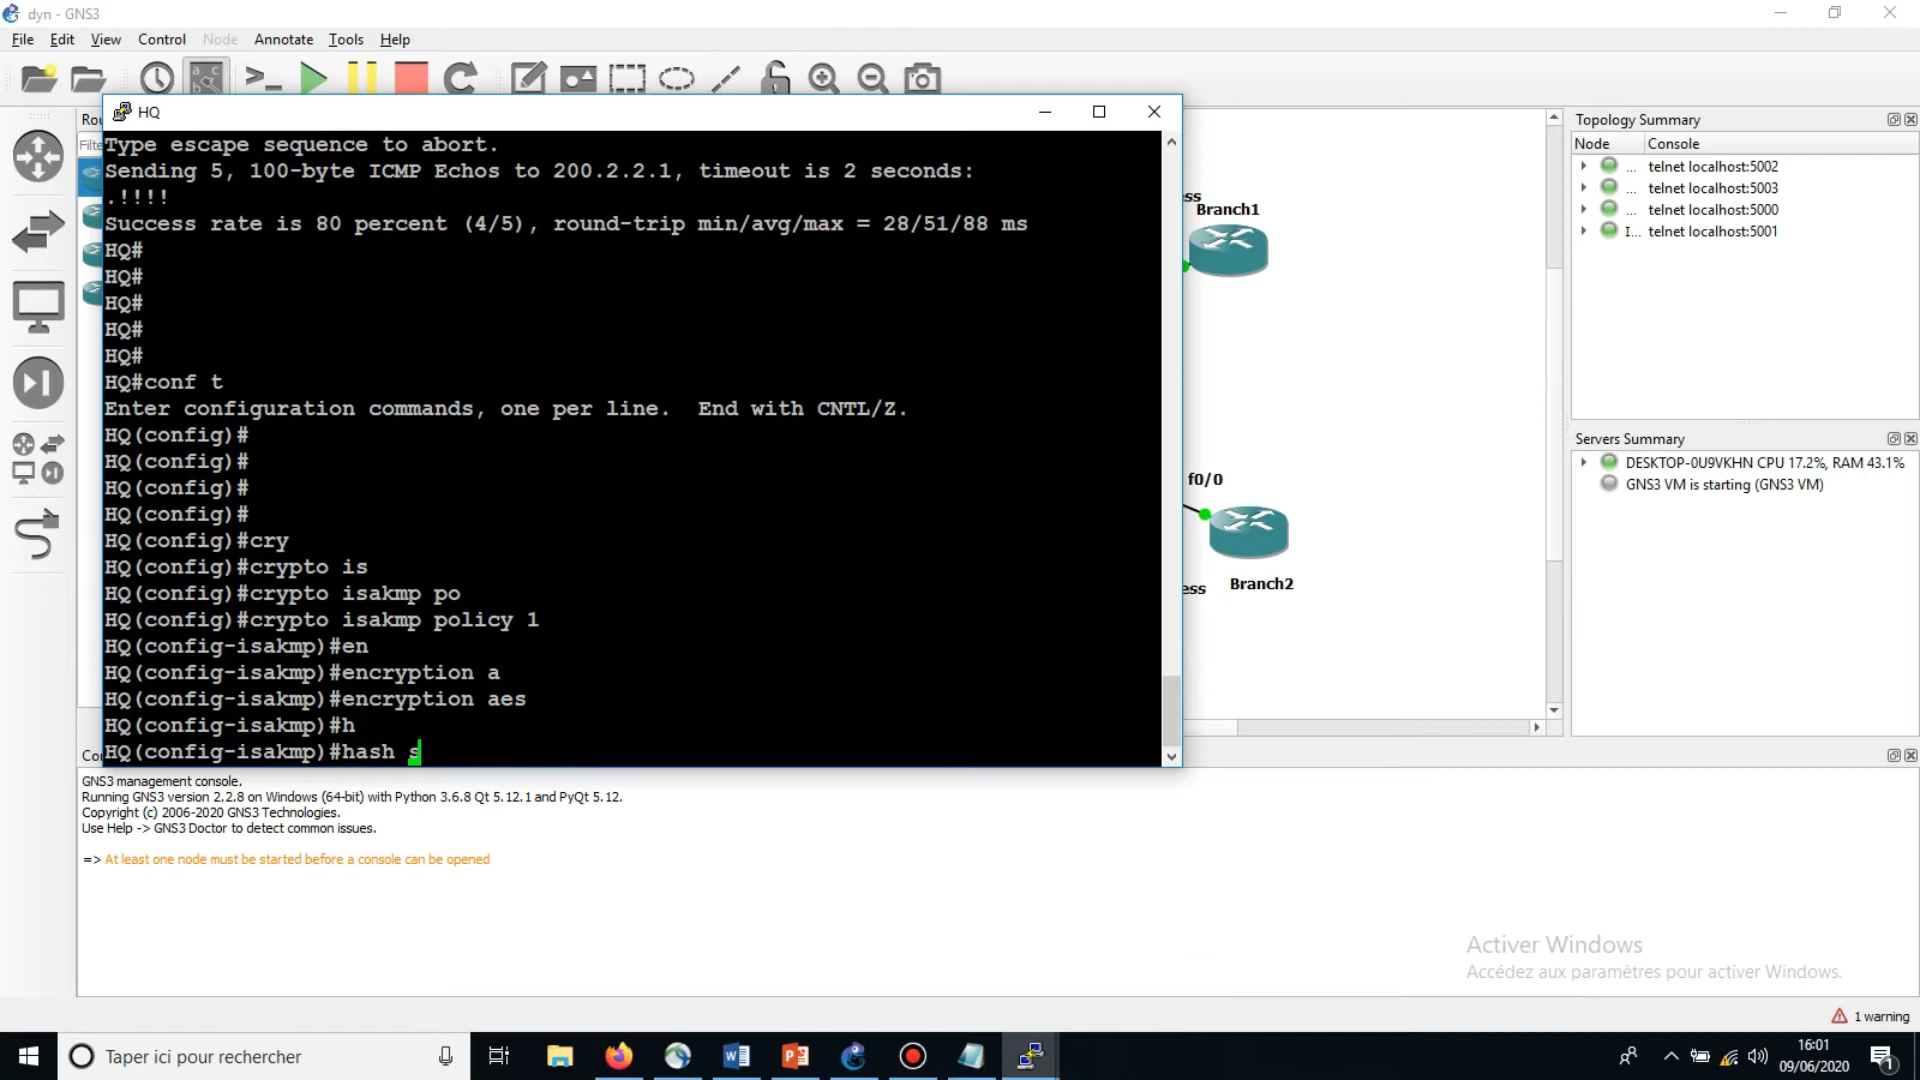 dyn - GNS3
File Edit View Control Node Annotate Tools Help
HQ
Type escape sequence to abort.
Sending 5, 100-byte ICMP Echos to 200.2.2.1, timeout is 2 seconds:
.!!!!
Success rate is 80 percent (4/5), round-trip min/avg/max = 28/51/88 ms
HQ#
HQ#
HQ#
HQ#
HQ#
HQ#conf t
Enter configuration commands, one per line.  End with CNTL/Z.
HQ(config)#
HQ(config)#
HQ(config)#
HQ(config)#
HQ(config)#cry
HQ(config)#crypto is
HQ(config)#crypto isakmp po
HQ(config)#crypto isakmp policy 1
HQ(config-isakmp)#en
HQ(config-isakmp)#encryption a
HQ(config-isakmp)#encryption aes
HQ(config-isakmp)#h
HQ(config-isakmp)#hash s
Rou
Filte
ss
Branch1
f0/0
ess
Branch2
Topology Summary
Node Console
... telnet localhost:5002
... telnet localhost:5003
... telnet localhost:5000
I... telnet localhost:5001
Servers Summary
DESKTOP-0U9VKHN CPU 17.2%, RAM 43.1%
GNS3 VM is starting (GNS3 VM)
Co
GNS3 management console.
Running GNS3 version 2.2.8 on Windows (64-bit) with Python 3.6.8 Qt 5.12.1 and PyQt 5.12.
Copyright (c) 2006-2020 GNS3 Technologies.
Use Help -> GNS3 Doctor to detect common issues.
=> At least one node must be started before a console can be opened
Activer Windows
Accédez aux paramètres pour activer Windows.
1 warning
Taper ici pour rechercher
16:01
09/06/2020
1